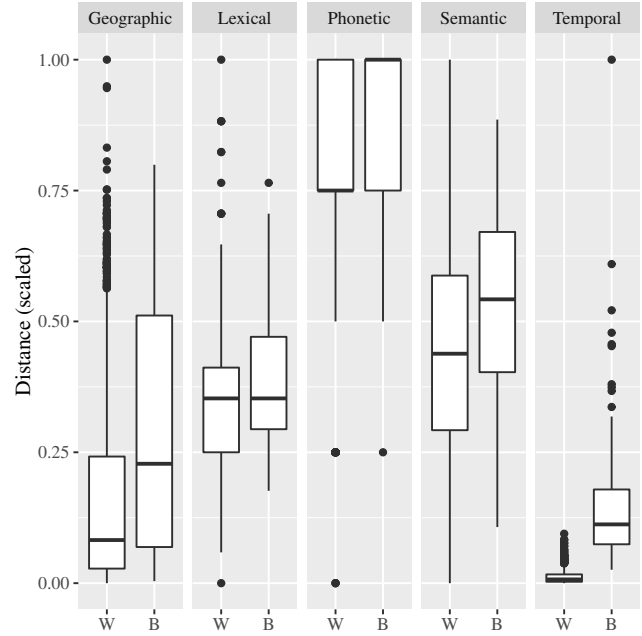 Geographic Lexical Phonetic Semantic Temporal
Distance (scaled)
1.00
0.75
0.50
0.25
0.00
W B W B W B W B W B